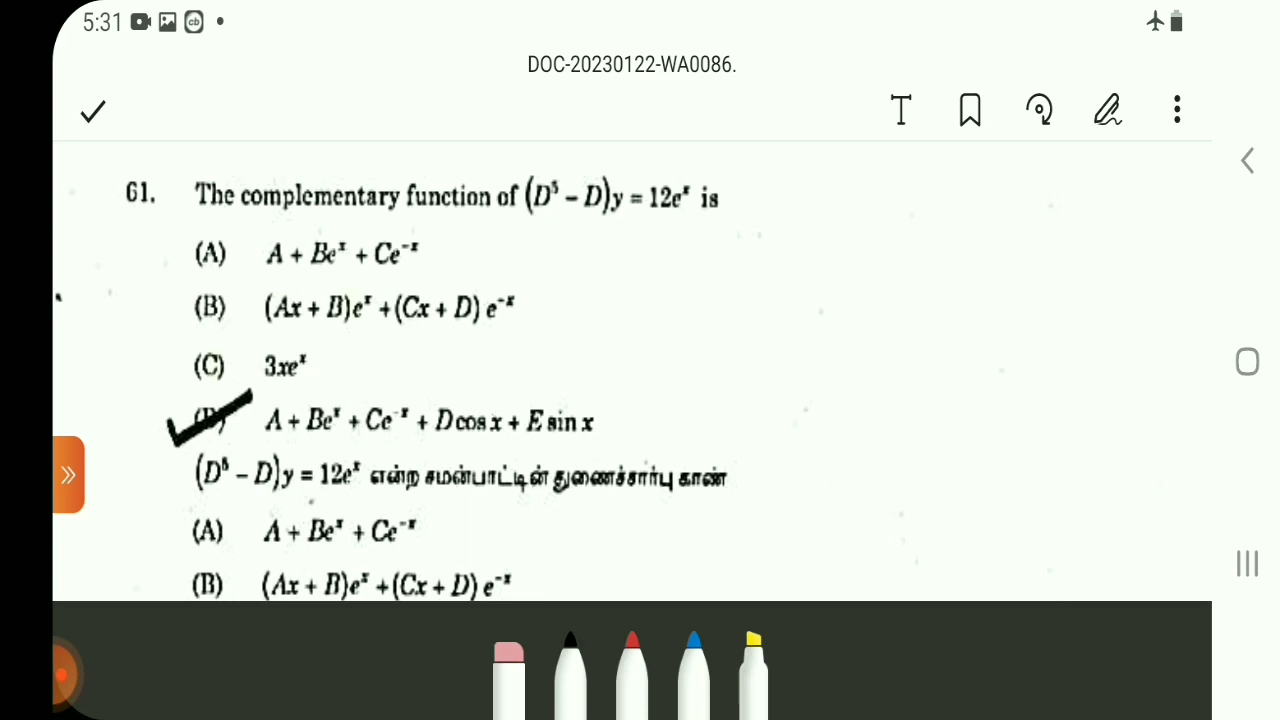 5:31
DOC-20230122-WA0086.
61. The complementary function of (D⁵ – D)y = 12eˣ is
(A) A + Beˣ + Ce⁻ˣ
(B) (Ax + B)eˣ + (Cx + D) e⁻ˣ
(C) 3xeˣ
(D) A + Beˣ + Ce⁻ˣ + D cos x + E sin x
(D⁵ – D)y = 12eˣ என்ற சமன்பாட்டின் துணைச்சார்பு காண்
(A) A + Beˣ + Ce⁻ˣ
(B) (Ax + B)eˣ + (Cx + D) e⁻ˣ